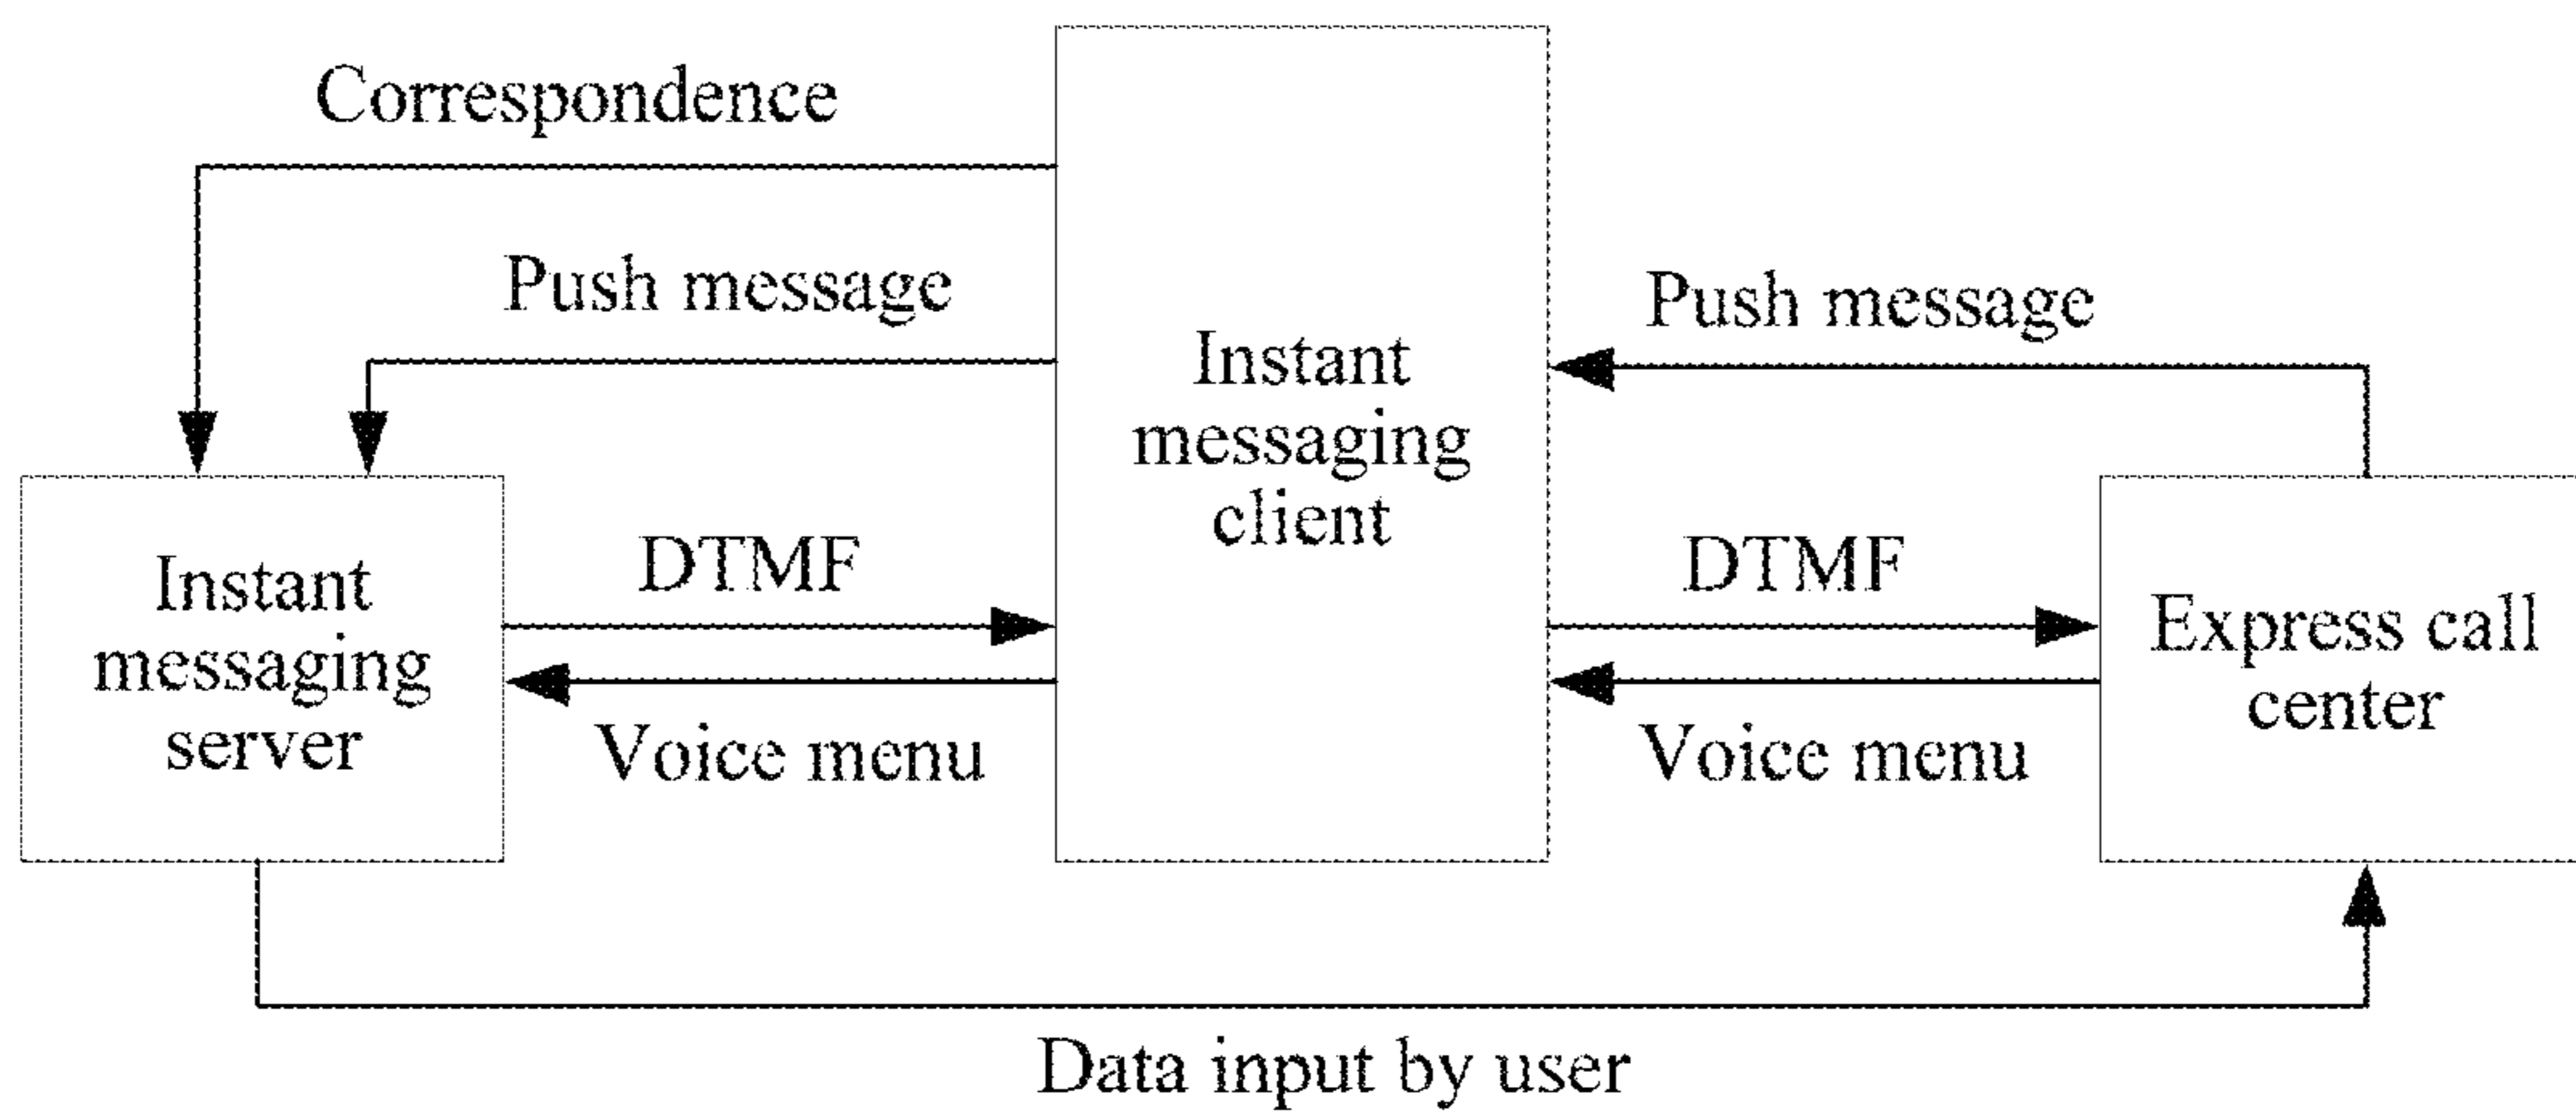 Correspondence
Push message
Push message
Instant
messaging
client
DTMF
DTMF
Instant
messaging
server
Express call
center
Voice menu
Voice menu
Data input by user